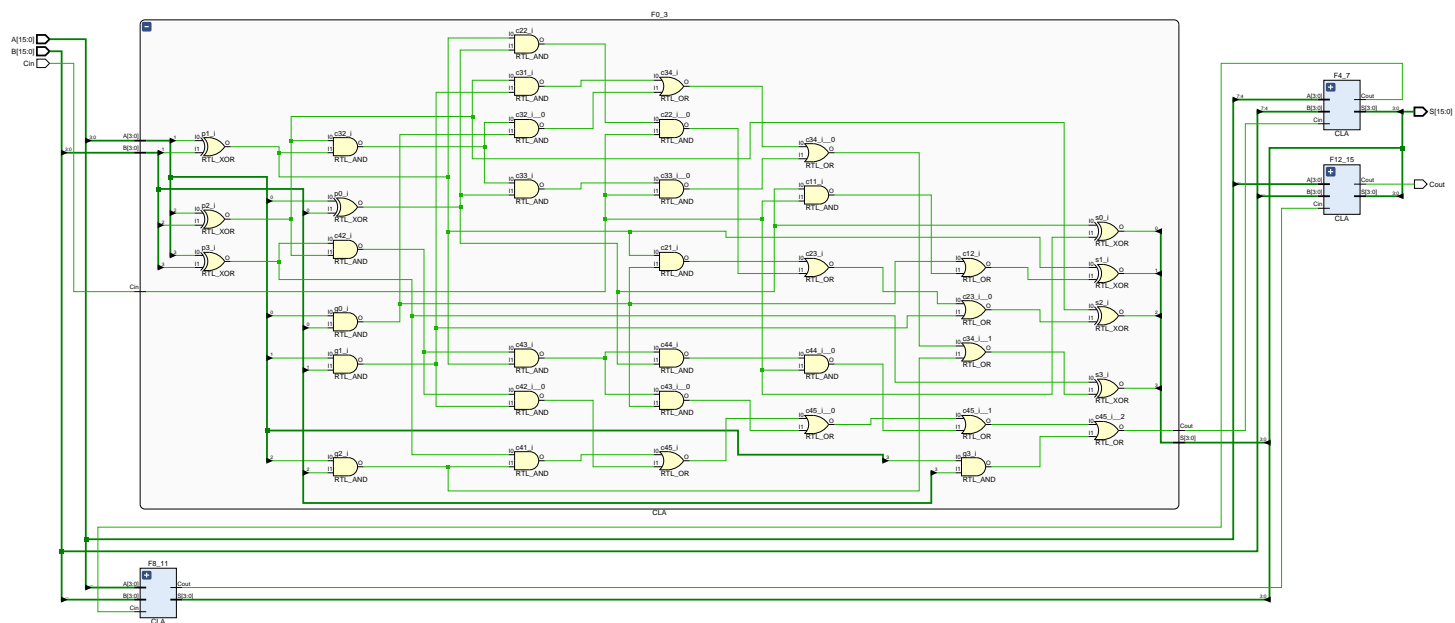 F0_3
A[15:0]
B[15:0]
Cin
A[3:0]
B[3:0]
Cin
p1_i
RTL_XOR
p2_i
RTL_XOR
p3_i
RTL_XOR
c32_i
RTL_AND
p0_i
RTL_XOR
c42_i
RTL_AND
g0_i
RTL_AND
g1_i
RTL_AND
g2_i
RTL_AND
c22_i
RTL_AND
c31_i
RTL_AND
c32_i__0
RTL_AND
c33_i
RTL_AND
c43_i
RTL_AND
c42_i__0
RTL_AND
c41_i
RTL_AND
c34_i
RTL_OR
c22_i__0
RTL_AND
c33_i__0
RTL_AND
c21_i
RTL_AND
c44_i
RTL_AND
c43_i__0
RTL_AND
c45_i
RTL_OR
c34_i__0
RTL_OR
c11_i
RTL_AND
c23_i
RTL_OR
c44_i__0
RTL_AND
c45_i__0
RTL_OR
c12_i
RTL_OR
c23_i__0
RTL_OR
c34_i__1
RTL_OR
c45_i__1
RTL_OR
g3_i
RTL_AND
s0_i
RTL_XOR
s1_i
RTL_XOR
s2_i
RTL_XOR
s3_i
RTL_XOR
c45_i__2
RTL_OR
Cout
S[3:0]
CLA
F4_7
A[3:0]
B[3:0]
Cin
Cout
S[3:0]
CLA
F12_15
A[3:0]
B[3:0]
Cin
Cout
S[3:0]
CLA
S[15:0]
Cout
F8_11
A[3:0]
B[3:0]
Cin
Cout
S[3:0]
CLA